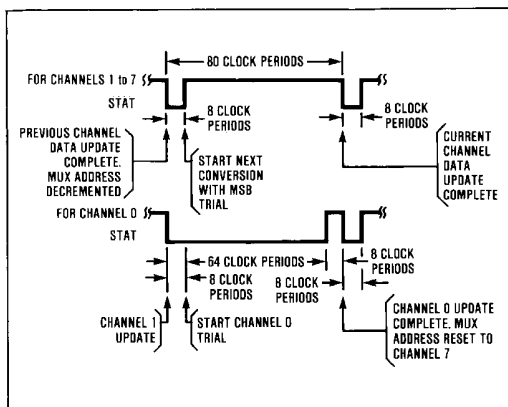 80 CLOCK PERIODS
FOR CHANNELS 1 to 7
STAT
8 CLOCK
PERIODS
8 CLOCK
PERIODS
PREVIOUS CHANNEL
DATA UPDATE
COMPLETE.
MUX ADDRESS
DECREMENTED
START NEXT
CONVERSION
WITH MSB
TRIAL
CURRENT
CHANNEL
DATA
UPDATE
COMPLETE
FOR CHANNEL 0
STAT
64 CLOCK PERIODS
8 CLOCK
PERIODS
8 CLOCK PERIODS
8 CLOCK
PERIODS
CHANNEL 1
UPDATE
START CHANNEL 0
TRIAL
CHANNEL 0 UPDATE
COMPLETE. MUX
ADDRESS RESET TO
CHANNEL 7